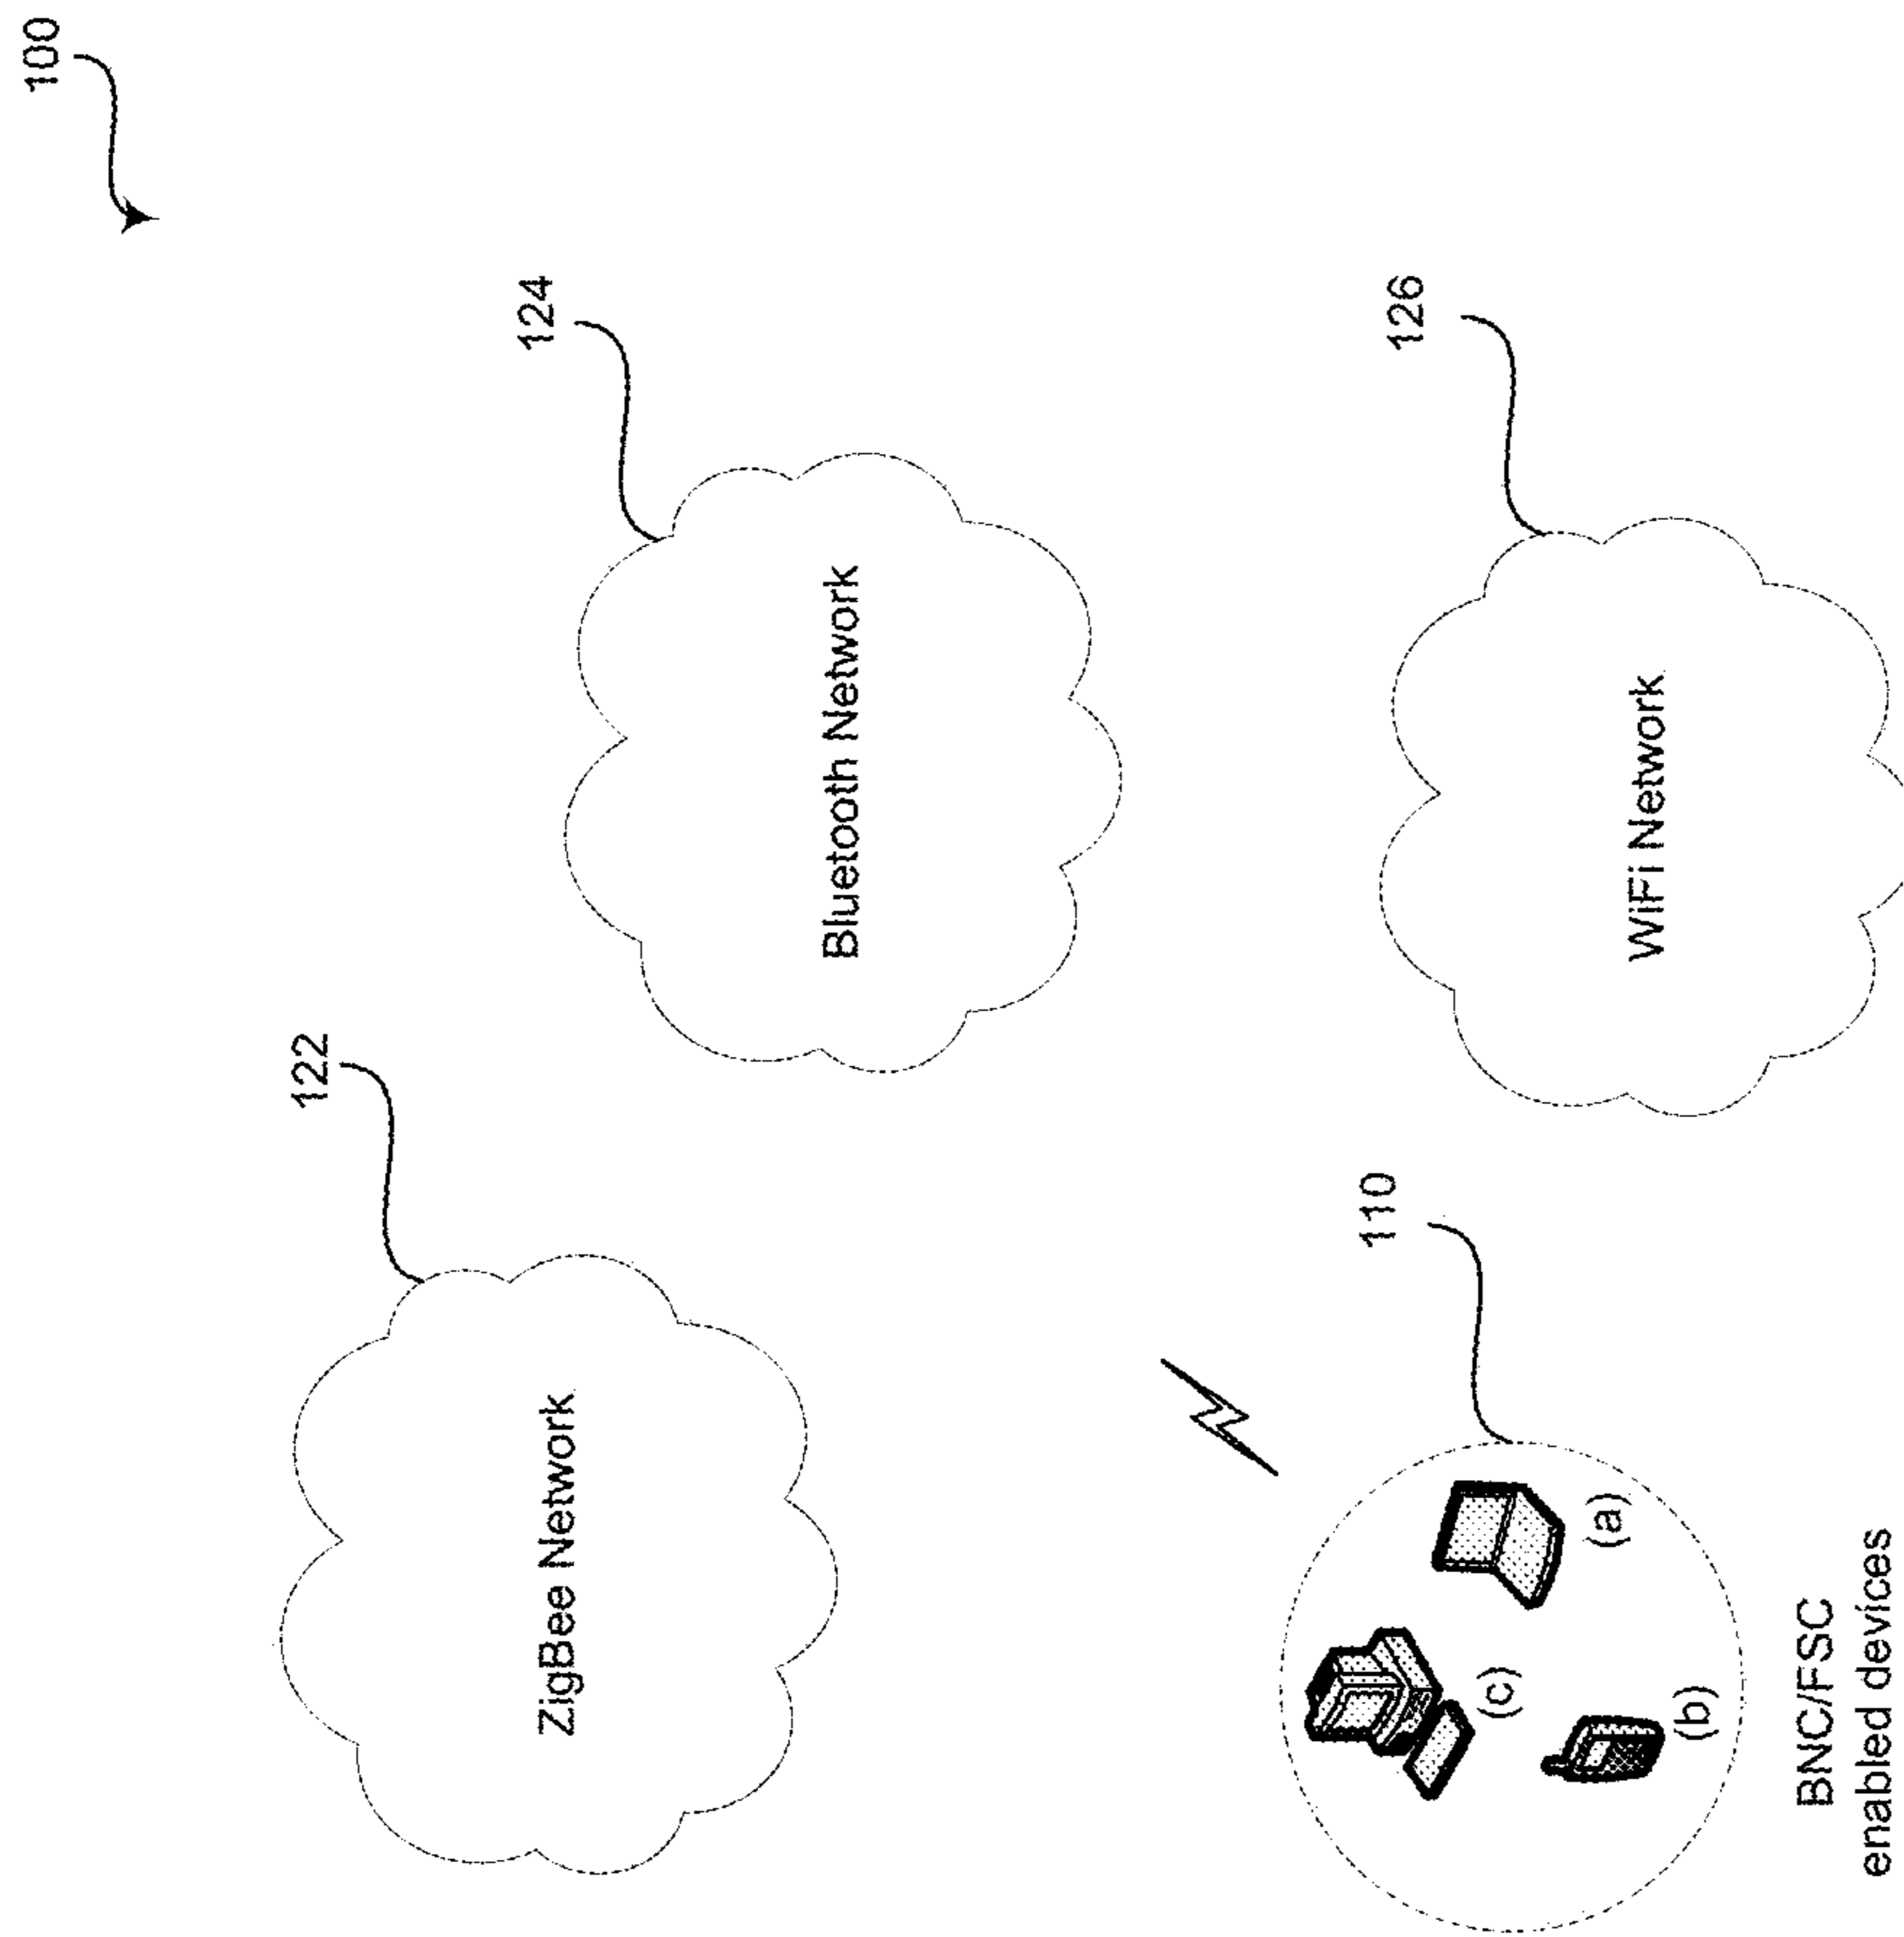 100
122
124
ZigBee Network
Bluetooth Network
110
126
(c)
(a)
(b)
WiFi Network
BNC/FSC
enabled devices